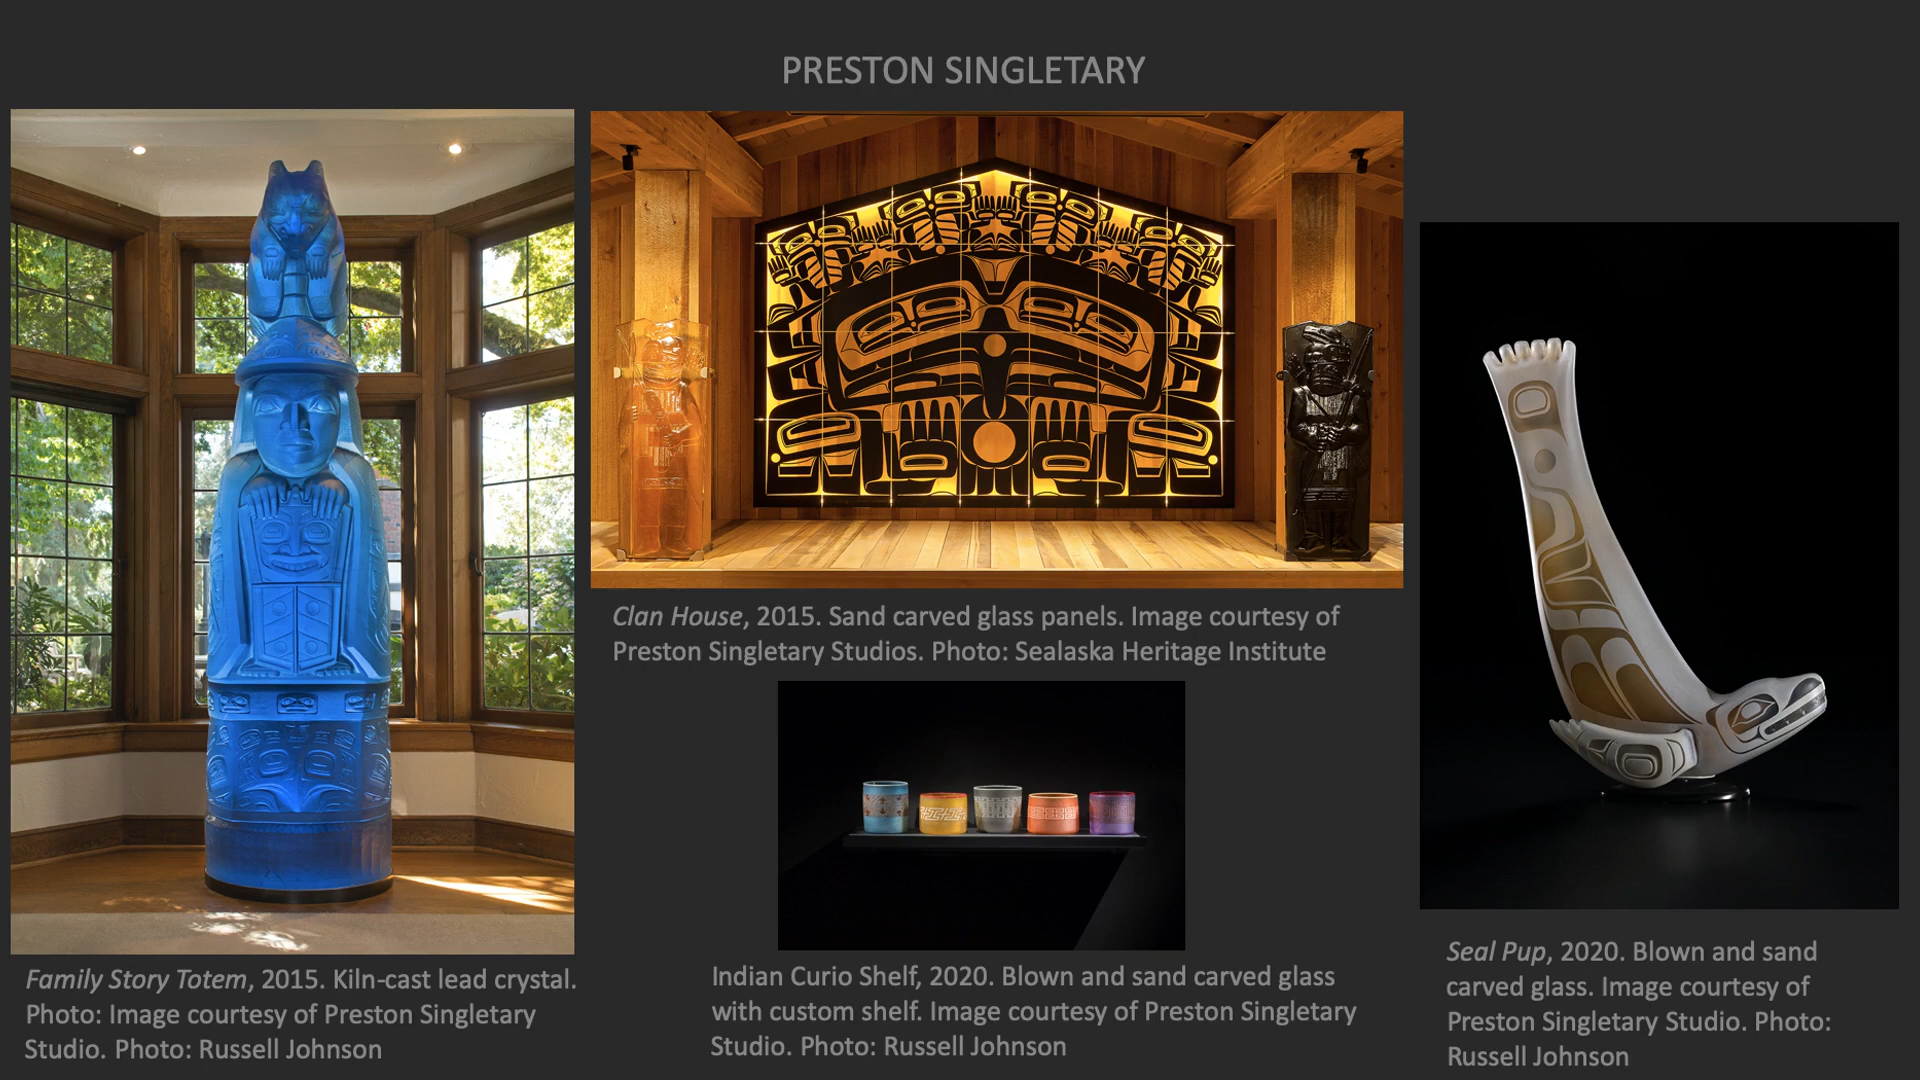 PRESTON SINGLETARY
Family Story Totem, 2015. Kiln-cast lead crystal.
Photo: Image courtesy of Preston Singletary
Studio. Photo: Russell Johnson
Clan House, 2015. Sand carved glass panels. Image courtesy of
Preston Singletary Studios. Photo: Sealaska Heritage Institute
Indian Curio Shelf, 2020. Blown and sand carved glass
with custom shelf. Image courtesy of Preston Singletary
Studio. Photo: Russell Johnson
Seal Pup, 2020. Blown and sand
carved glass. Image courtesy of
Preston Singletary Studio. Photo:
Russell Johnson